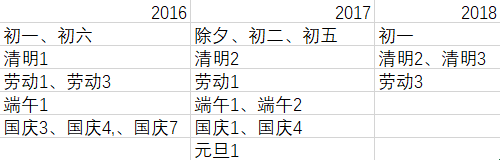 2016 2017 2018
初一、初六 除夕、初二、初五 初一
清明1 清明2 清明2、清明3
劳动1、劳动3 劳动1 劳动3
端午1 端午1、端午2
国庆3、国庆4,、国庆7 国庆1、国庆4
元旦1